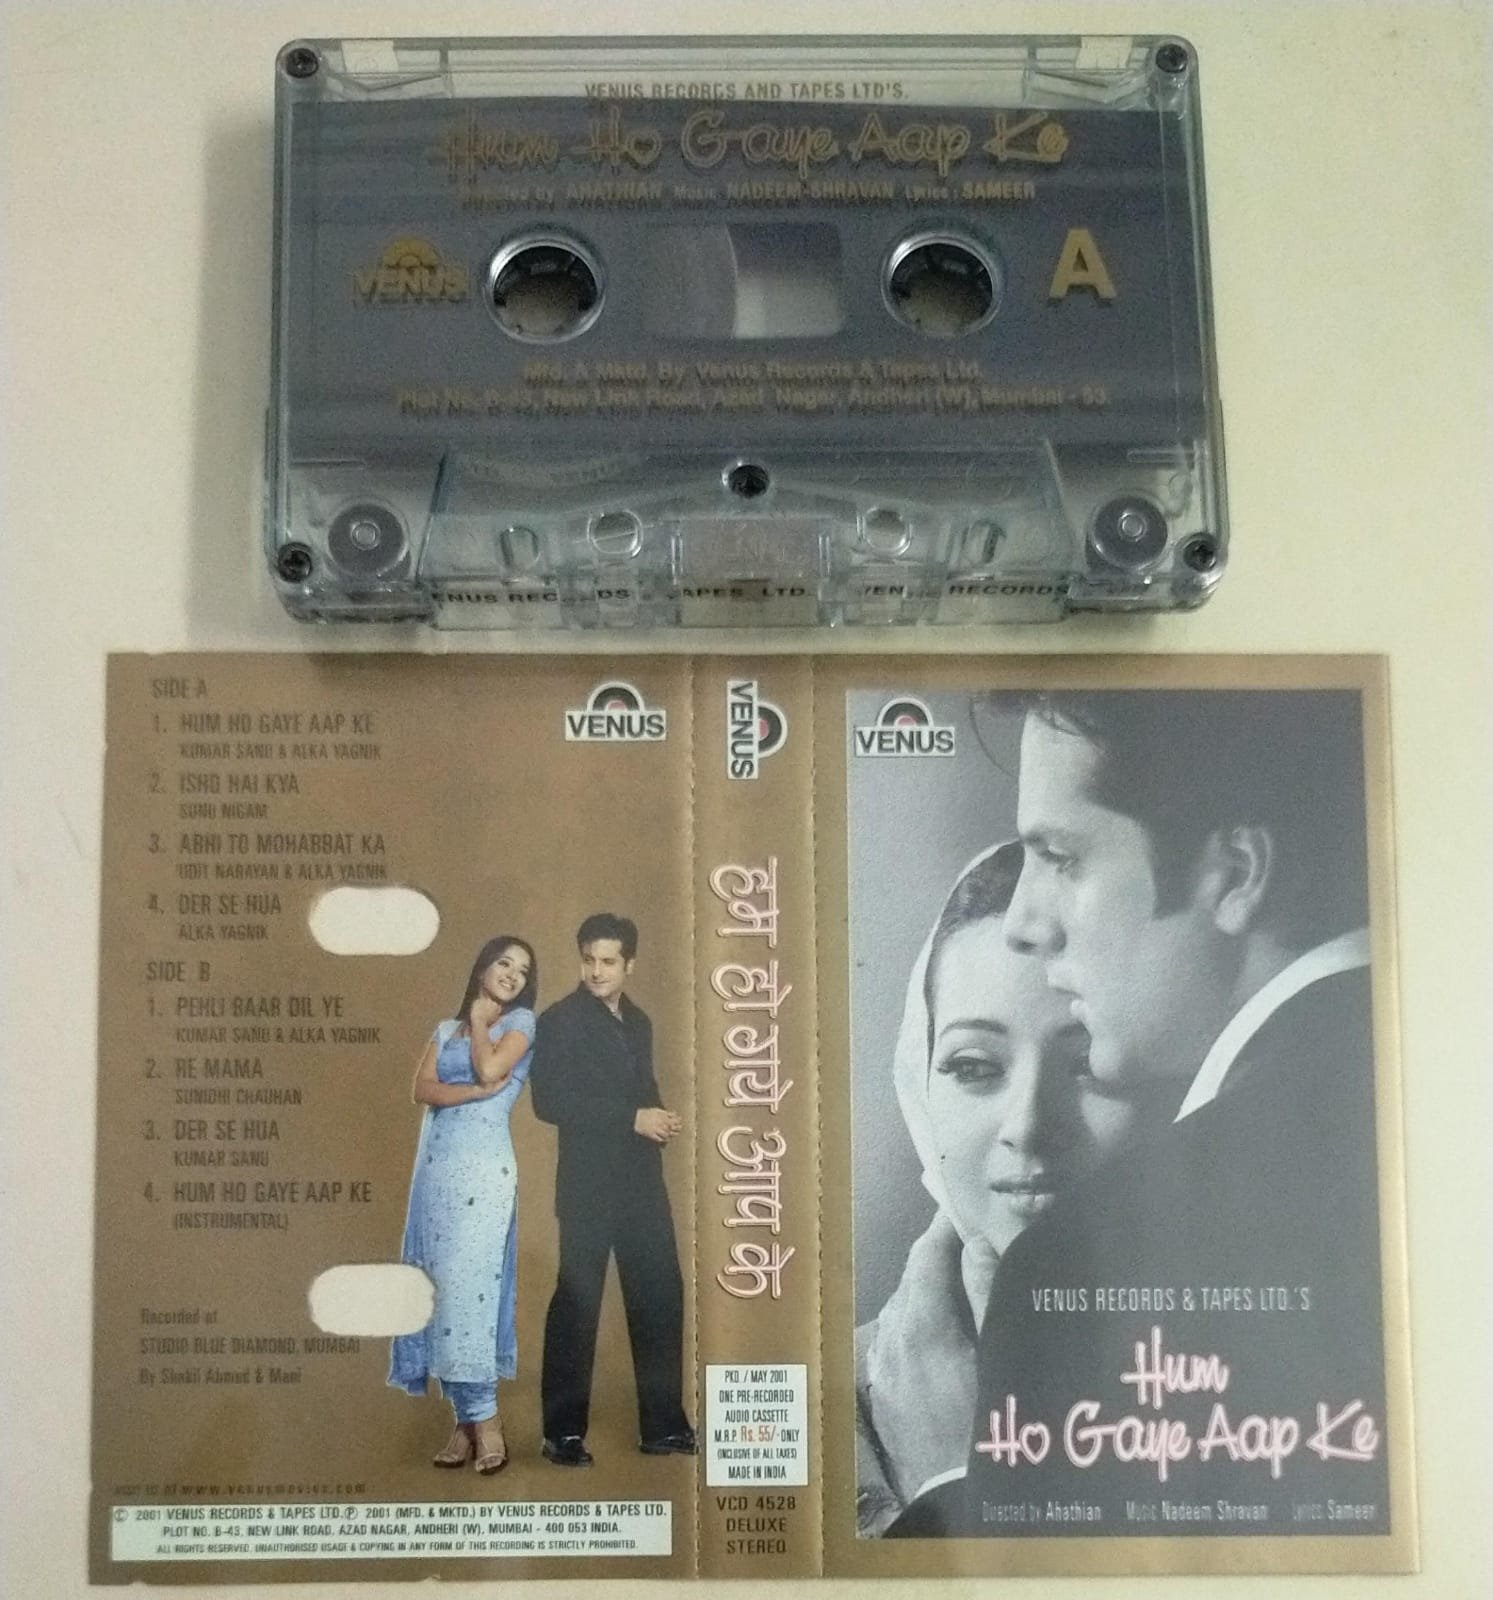 VENUS RECORDS AND TAPES LTD'S.
Hum Ho Gaye Aap Ke
Directed by AHATHIAN Music NADEEM-SHRAVAN Lyrics : SAMEER
VENUS
A
Mfd. & Mktd. By Venus Records & Tapes Ltd.
Plot No. B-43, New Link Road, Azad Nagar, Andheri (W), Mumbai - 53.
ENUS REC DS APES LTD. VEN RECORDS
SIDE A
1. HUM HO GAYE AAP KE
KUMAR SANU & ALKA YAGNIK
2. ISHQ HAI KYA
SONU NIGAM
3. ABHI TO MOHABBAT KA
UDIT NARAYAN & ALKA YAGNIK
4. DER SE HUA
ALKA YAGNIK
SIDE B
1. PEHLI BAAR DIL YE
KUMAR SANU & ALKA YAGNIK
2. RE MAMA
SUNIDHI CHAUHAN
3. DER SE HUA
KUMAR SANU
4. HUM HO GAYE AAP KE
(INSTRUMENTAL)
Recorded at
STUDIO BLUE DIAMOND, MUMBAI
By Shakil Ahmed & Mani
VISIT US AT www.venusmovies.com
© 2001 VENUS RECORDS & TAPES LTD. ℗ 2001 (MFD. & MKTD.) BY VENUS RECORDS & TAPES LTD.
PLOT NO. B-43, NEW LINK ROAD, AZAD NAGAR, ANDHERI (W), MUMBAI - 400 053 INDIA.
ALL RIGHTS RESERVED. UNAUTHORISED USAGE & COPYING IN ANY FORM OF THIS RECORDING IS STRICTLY PROHIBITED.
VENUS
VENUS
हम हो गये आप के
PKD. / MAY 2001
ONE PRE-RECORDED
AUDIO CASSETTE
M.R.P. Rs. 55/- ONLY
(INCLUSIVE OF ALL TAXES)
MADE IN INDIA
VCD 4528
DELUXE
STEREO
VENUS
VENUS RECORDS & TAPES LTD.'S
Hum
Ho Gaye Aap Ke
Directed by Ahathian Music Nadeem Shravan Lyrics Sameer